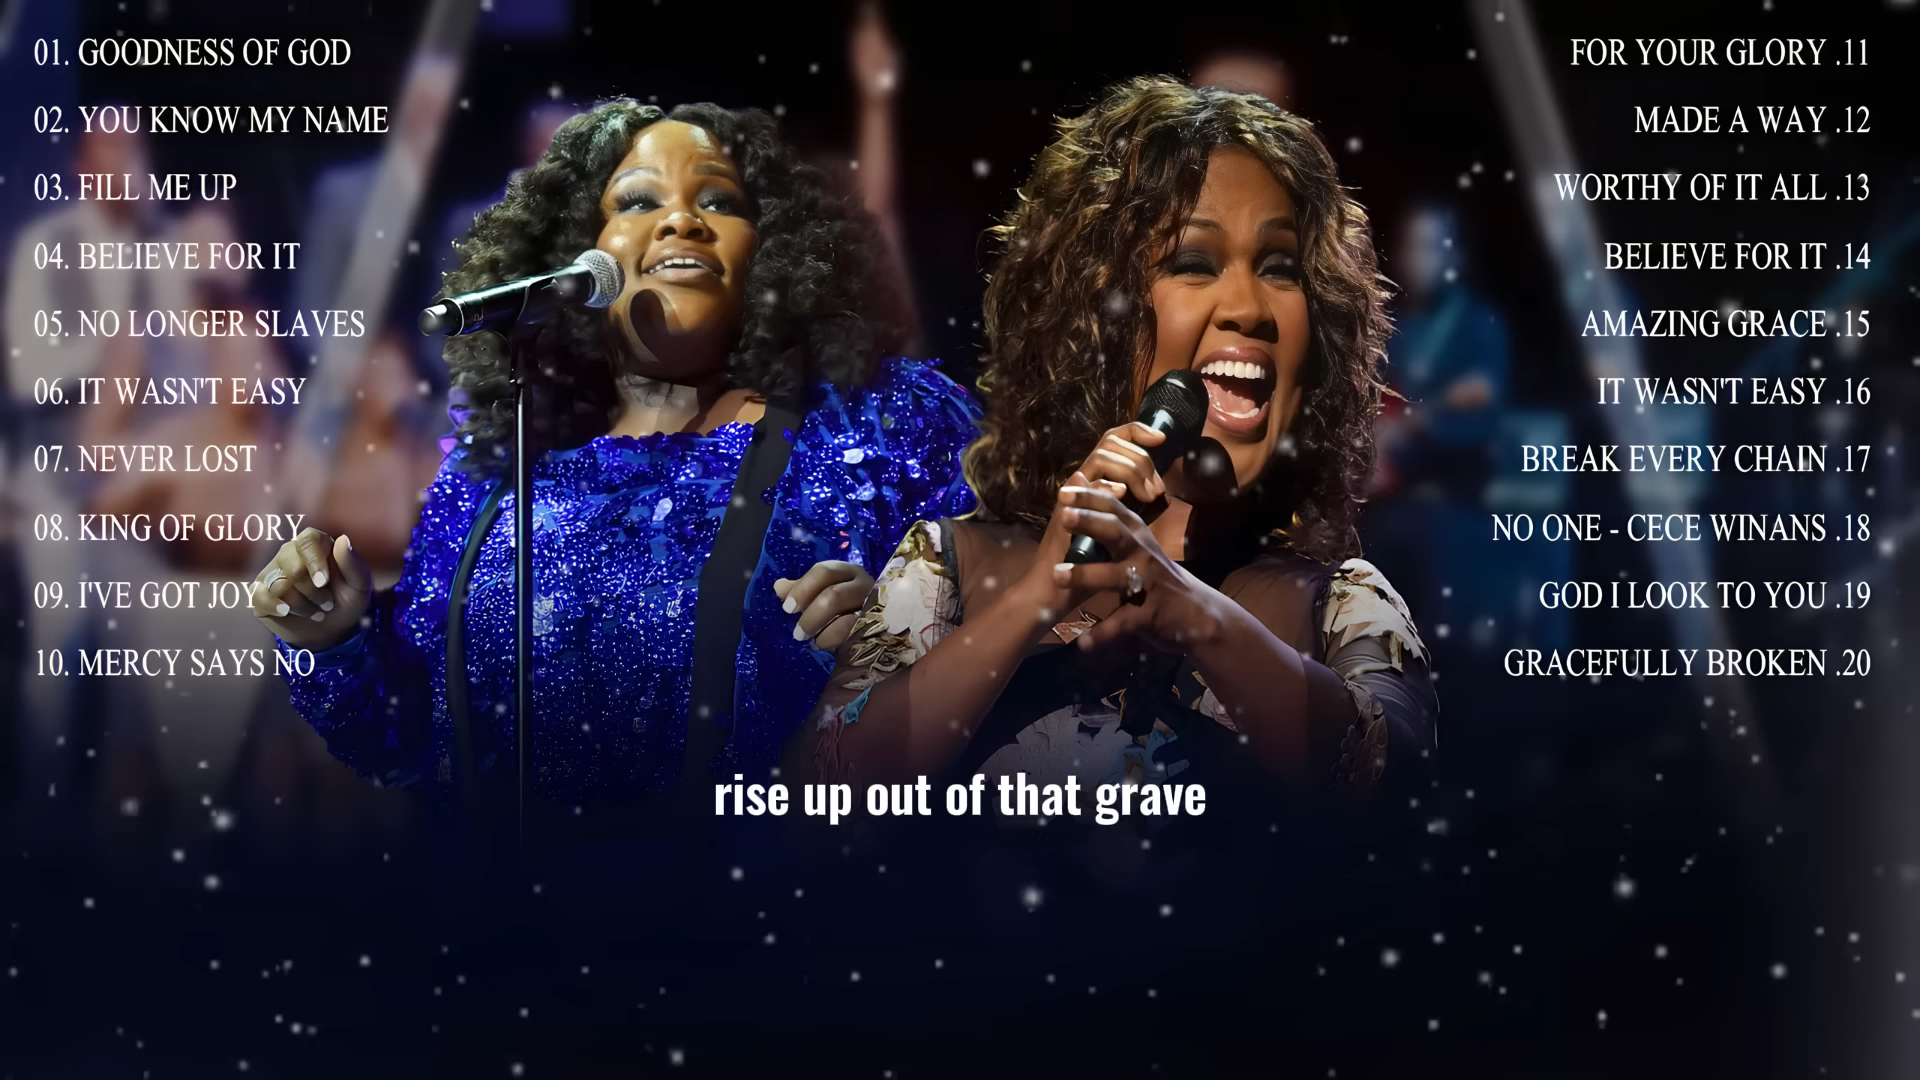 01. GOODNESS OF GOD
02. YOU KNOW MY NAME
03. FILL ME UP
04. BELIEVE FOR IT
05. NO LONGER SLAVES
06. IT WASN'T EASY
07. NEVER LOST
08. KING OF GLORY
09. I'VE GOT JOY
10. MERCY SAYS NO
FOR YOUR GLORY .11
MADE A WAY .12
WORTHY OF IT ALL .13
BELIEVE FOR IT .14
AMAZING GRACE .15
IT WASN'T EASY .16
BREAK EVERY CHAIN .17
NO ONE - CECE WINANS .18
GOD I LOOK TO YOU .19
GRACEFULLY BROKEN .20
rise up out of that grave